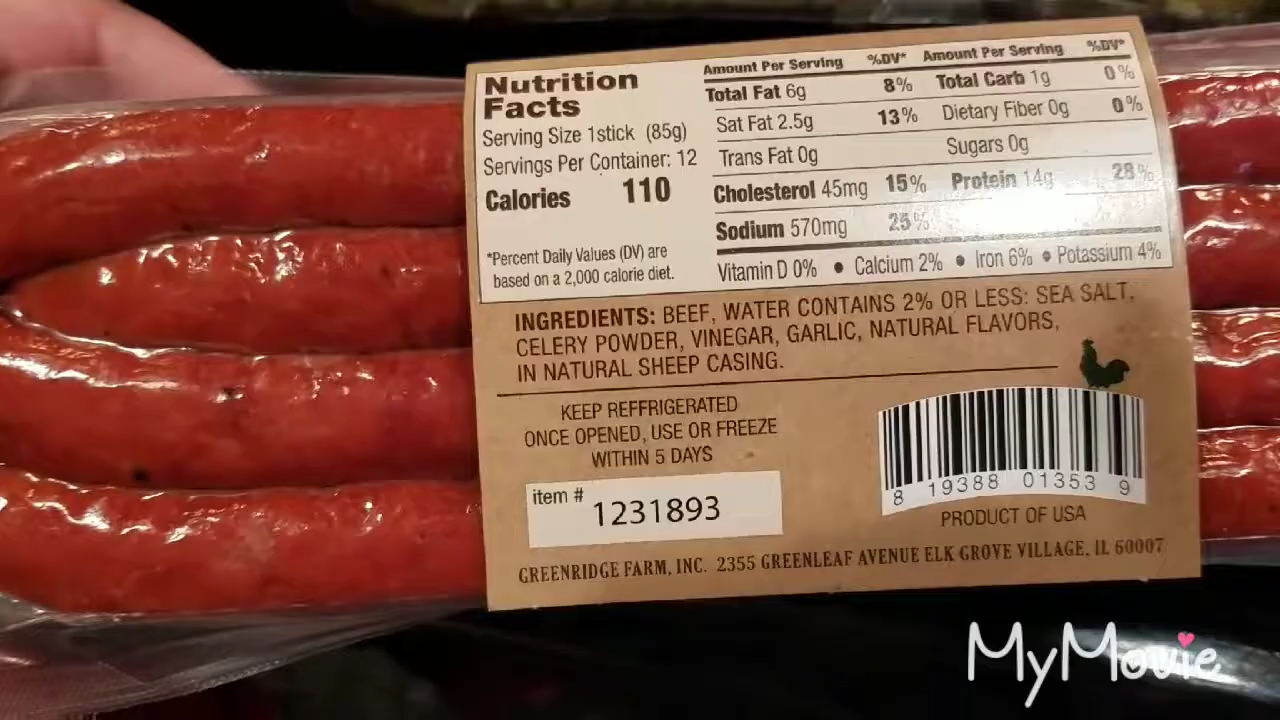 Nutrition
Facts
Serving Size 1stick (85g)
Servings Per Container: 12
Calories 110
*Percent Daily Values (DV) are
based on a 2,000 calorie diet.
Amount Per Serving %DV* Amount Per Serving %DV*
Total Fat 6g 8% Total Carb 1g 0%
Sat Fat 2.5g 13% Dietary Fiber 0g 0%
Trans Fat 0g Sugars 0g
Cholesterol 45mg 15% Protein 14g 28%
Sodium 570mg 25%
Vitamin D 0% • Calcium 2% • Iron 6% • Potassium 4%
INGREDIENTS: BEEF, WATER CONTAINS 2% OR LESS: SEA SALT,
CELERY POWDER, VINEGAR, GARLIC, NATURAL FLAVORS,
IN NATURAL SHEEP CASING.
KEEP REFFRIGERATED
ONCE OPENED, USE OR FREEZE
WITHIN 5 DAYS
item # 1231893
8 19388 01353 9
PRODUCT OF USA
GREENRIDGE FARM, INC. 2355 GREENLEAF AVENUE ELK GROVE VILLAGE, IL 60007
MyMovie